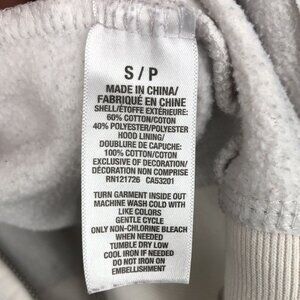 S / P
MADE IN CHINA/
FABRIQUÉ EN CHINE
SHELL/ÉTOFFE EXTÉRIEURE:
60% COTTON/COTON
40% POLYESTER/POLYESTER
HOOD LINING/
DOUBLURE DE CAPUCHE:
100% COTTON/COTON
EXCLUSIVE OF DECORATION/
DÉCORATION NON COMPRISE
RN121726 CA53201
TURN GARMENT INSIDE OUT
MACHINE WASH COLD WITH
LIKE COLORS
GENTLE CYCLE
ONLY NON-CHLORINE BLEACH
WHEN NEEDED
TUMBLE DRY LOW
COOL IRON IF NEEDED
DO NOT IRON ON
EMBELLISHMENT